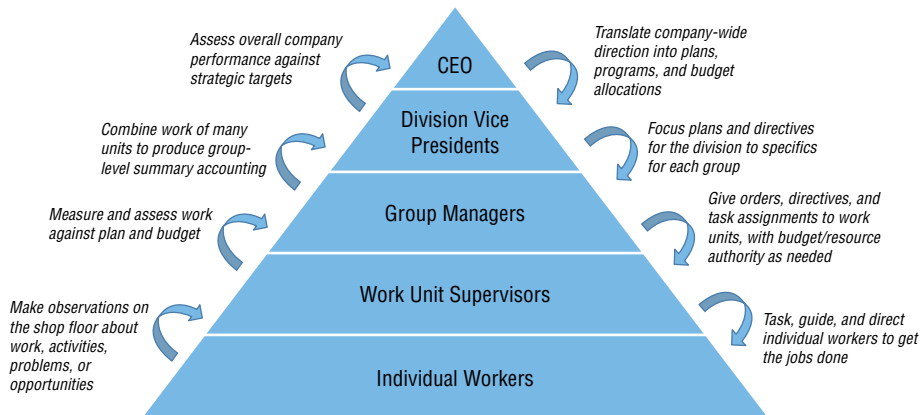 Assess overall company
performance against
strategic targets
CEO
Translate company-wide
direction into plans,
programs, and budget
allocations
Combine work of many
units to produce group-
level summary accounting
Division Vice
Presidents
Focus plans and directives
for the division to specifics
for each group
Measure and assess work
against plan and budget
Group Managers
Give orders, directives, and
task assignments to work
units, with budget/resource
authority as needed
Make observations on
the shop floor about
work, activities,
problems, or
opportunities
Work Unit Supervisors
Task, guide, and direct
individual workers to get
the jobs done
Individual Workers